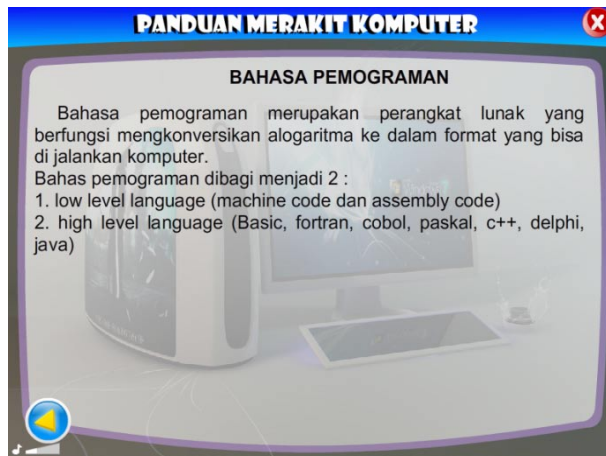 PANDUAN MERAKIT KOMPUTER
X
BAHASA PEMOGRAMAN
Bahasa pemograman merupakan perangkat lunak yang
berfungsi mengkonversikan alogaritma ke dalam format yang bisa
di jalankan komputer.
Bahas pemograman dibagi menjadi 2 :
1. low level language (machine code dan assembly code)
2. high level language (Basic, fortran, cobol, paskal, c++, delphi,
java)